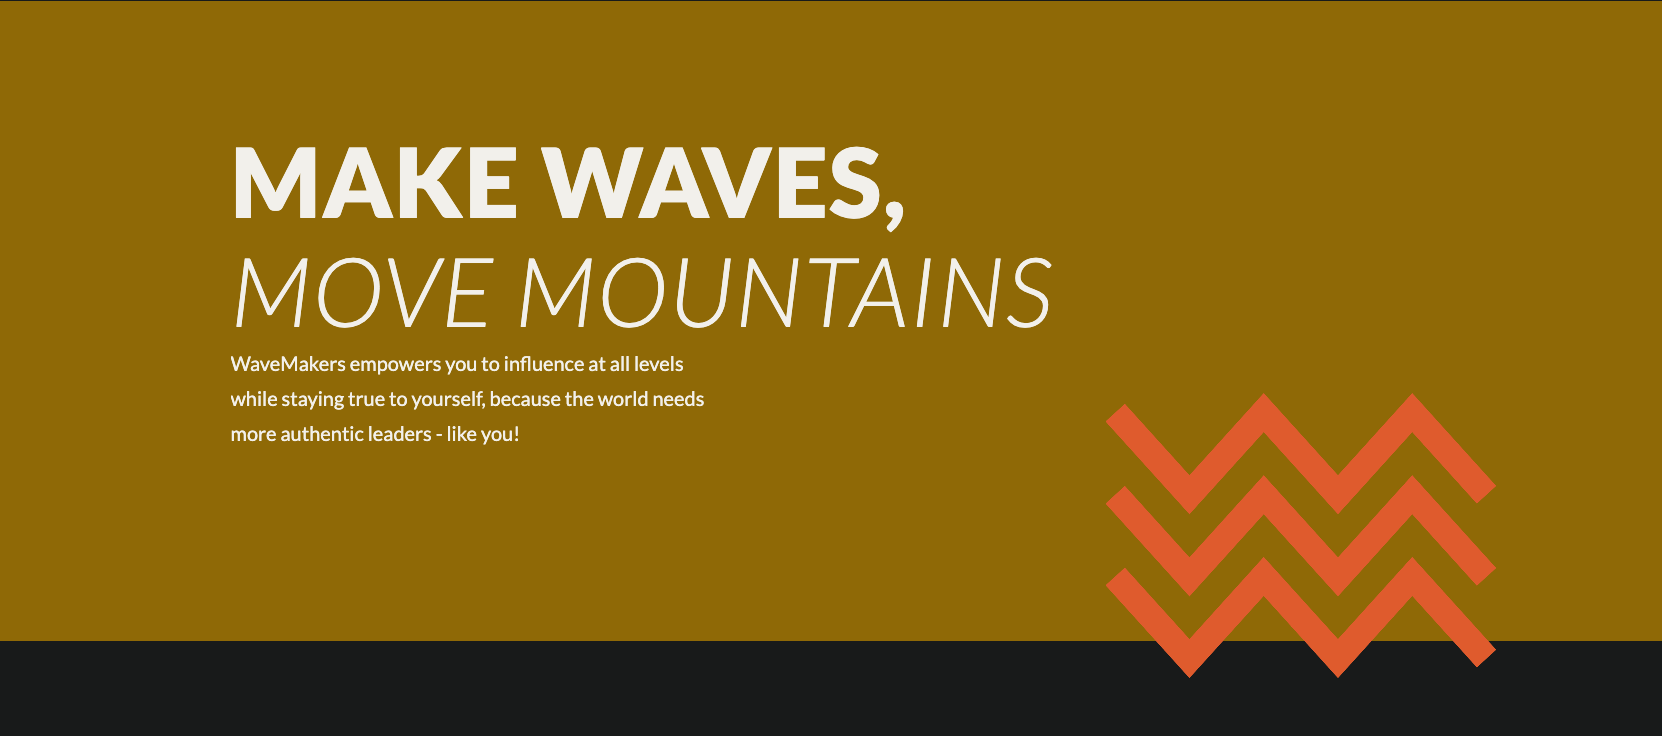 MAKE WAVES,
MOVE MOUNTAINS
WaveMakers empowers you to influence at all levels
while staying true to yourself, because the world needs
more authentic leaders - like you!